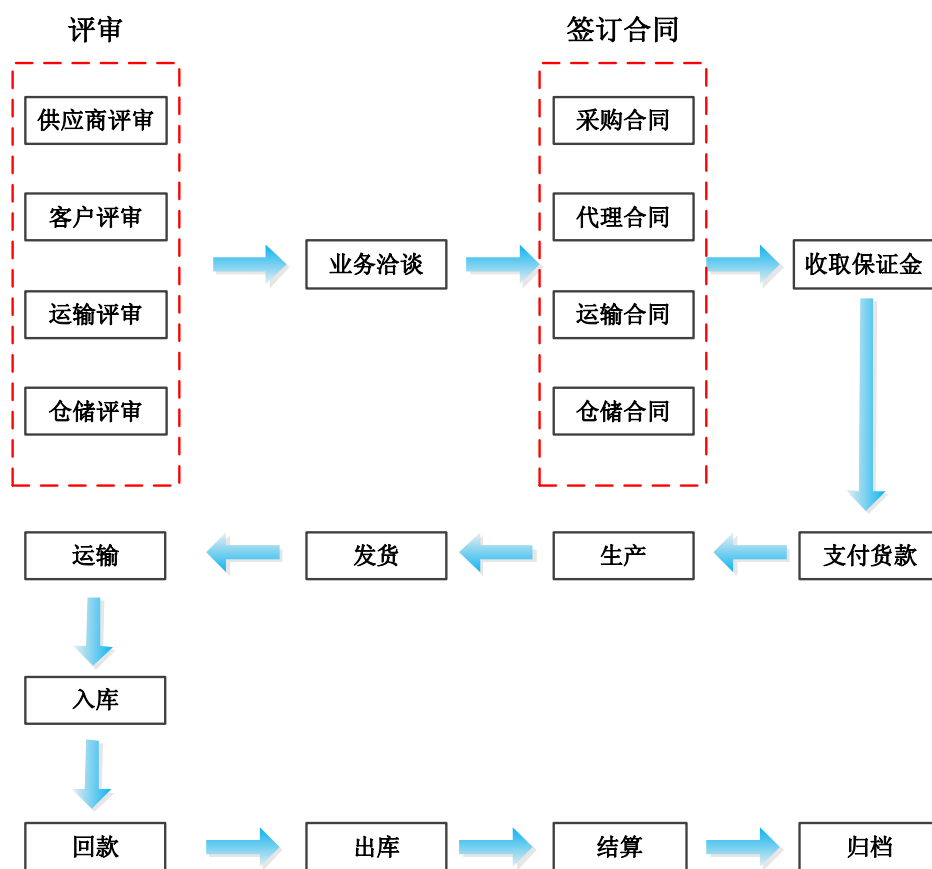 评审
供应商评审
客户评审
运输评审
仓储评审
业务洽谈
签订合同
采购合同
代理合同
运输合同
仓储合同
收取保证金
支付货款
生产
发货
运输
入库
回款
出库
结算
归档